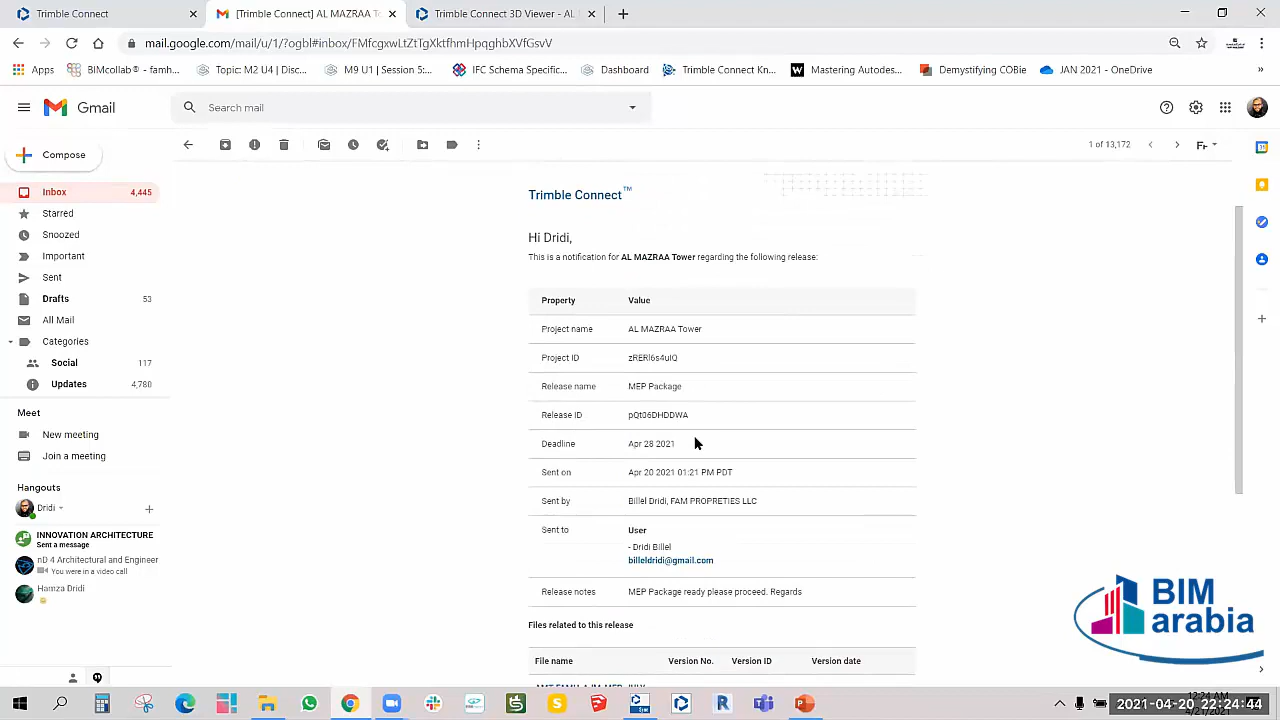 Trimble Connect
[Trimble Connect] AL MAZRAA To
Trimble Connect 3D Viewer - AL
mail.google.com/mail/u/1/?ogbl#inbox/FMfcgxwLtZtTgXktfhmHpqghbXVfGsvV
Apps
BIMcollab® - famh...
Topic: M2 U4 | Disc...
M9 U1 | Session 5:...
IFC Schema Specific...
Dashboard
Trimble Connect Kn...
Mastering Autodes...
Demystifying COBie
JAN 2021 - OneDrive
Gmail
Search mail
Compose
1 of 13,172
Inbox 4,445
Starred
Snoozed
Important
Sent
Drafts 53
All Mail
Categories
Social 117
Updates 4,780
Meet
New meeting
Join a meeting
Hangouts
Dridi
INNOVATION ARCHITECTURE
Sent a message
nD 4 Architectural and Engineer
You were in a video call
Hamza Dridi
Trimble Connect™
Hi Dridi,
This is a notification for AL MAZRAA Tower regarding the following release:
Property Value
Project name AL MAZRAA Tower
Project ID zRERl6s4uIQ
Release name MEP Package
Release ID pQt06DHDDWA
Deadline Apr 28 2021
Sent on Apr 20 2021 01:21 PM PDT
Sent by Billel Dridi, FAM PROPRETIES LLC
Sent to User
- Dridi Billel
billeldridi@gmail.com
Release notes MEP Package ready please proceed. Regards
Files related to this release
File name Version No. Version ID Version date
BIM
arabia
2021-04-20 22:24:44